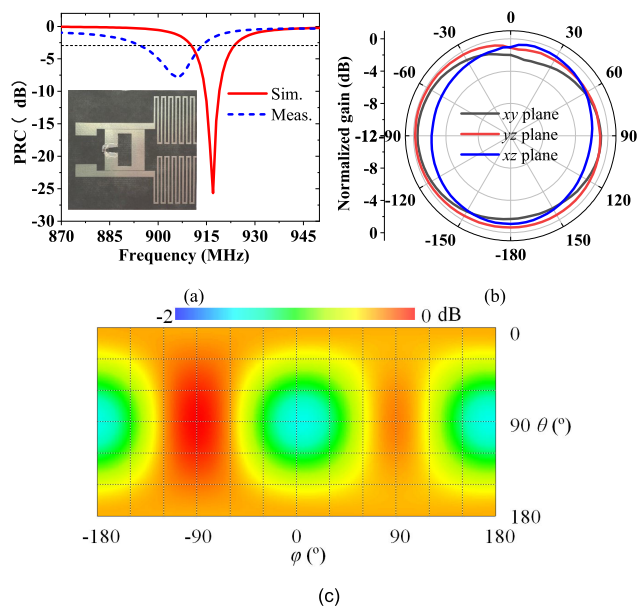 0
-5
-10
-15
-20
-25
-30
PRC（ dB）
Sim.
Meas.
870 885 900 915 930 945
Frequency (MHz)
(a)
Normalized gain (dB)
0
-4
-8
-12
-8
-4
0
0
30
60
90
120
150
-180
-150
-120
-90
-60
-30
xy plane
yz plane
xz plane
(b)
-2 0 dB
0
90 θ (º)
180
-180 -90 0 90 180
φ (º)
(c)